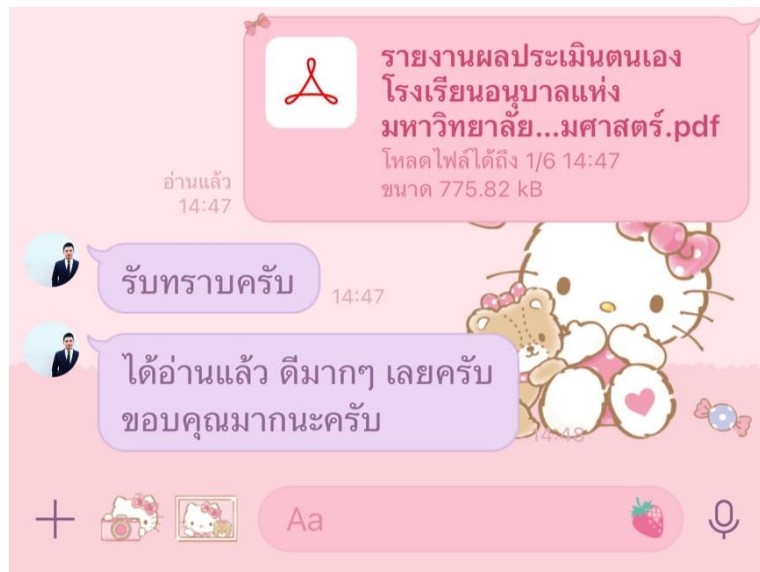 รายงานผลประเมินตนเอง
โรงเรียนอนุบาลแห่ง
มหาวิทยาลัย...มศาสตร์.pdf
โหลดไฟล์ได้ถึง 1/6 14:47
ขนาด 775.82 kB
อ่านแล้ว
14:47
รับทราบครับ
14:47
ได้อ่านแล้ว ดีมากๆ เลยครับ
ขอบคุณมากนะครับ
14:48
Aa